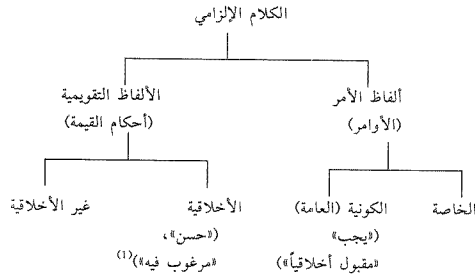 الكلام الإلزامي
ألفاظ الأمر
(الأوامر)
الألفاظ التقويمية
(أحكام القيمة)
الخاصة
الكونية (العامة)
(«يجب»
«مقبول أخلاقياً»)
الأخلاقية
(«حسن»،
«مرغوب فيه»)(1)
غير الأخلاقية